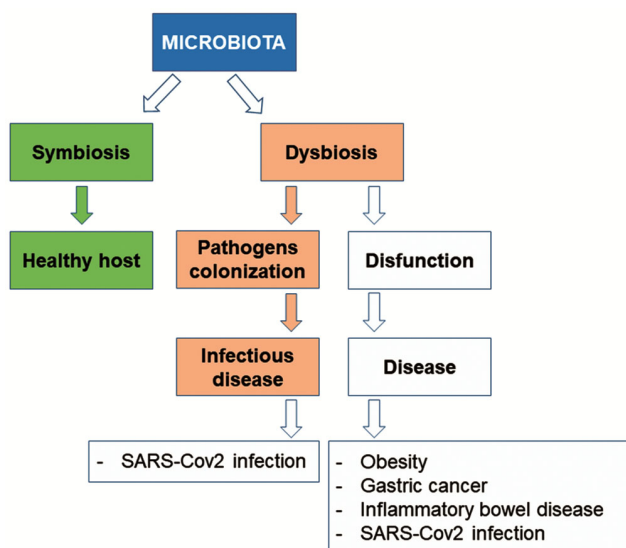 MICROBIOTA
Symbiosis
Dysbiosis
Healthy host
Pathogens
colonization
Disfunction
Infectious
disease
Disease
- SARS-Cov2 infection
- Obesity
- Gastric cancer
- Inflammatory bowel disease
- SARS-Cov2 infection